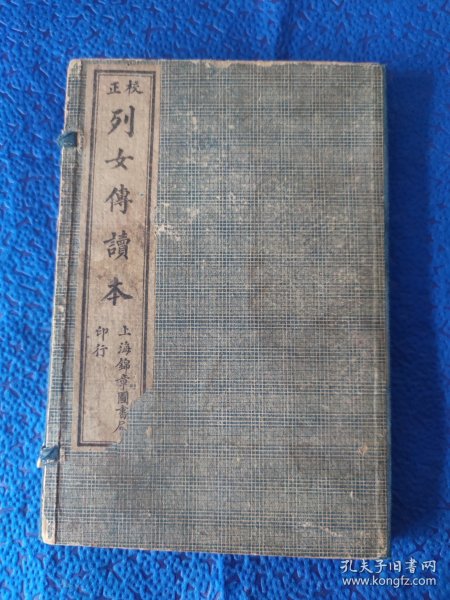 校正
列女傳讀本
上海錦章圖書局
印行
孔夫子旧书网
www.kongfz.com